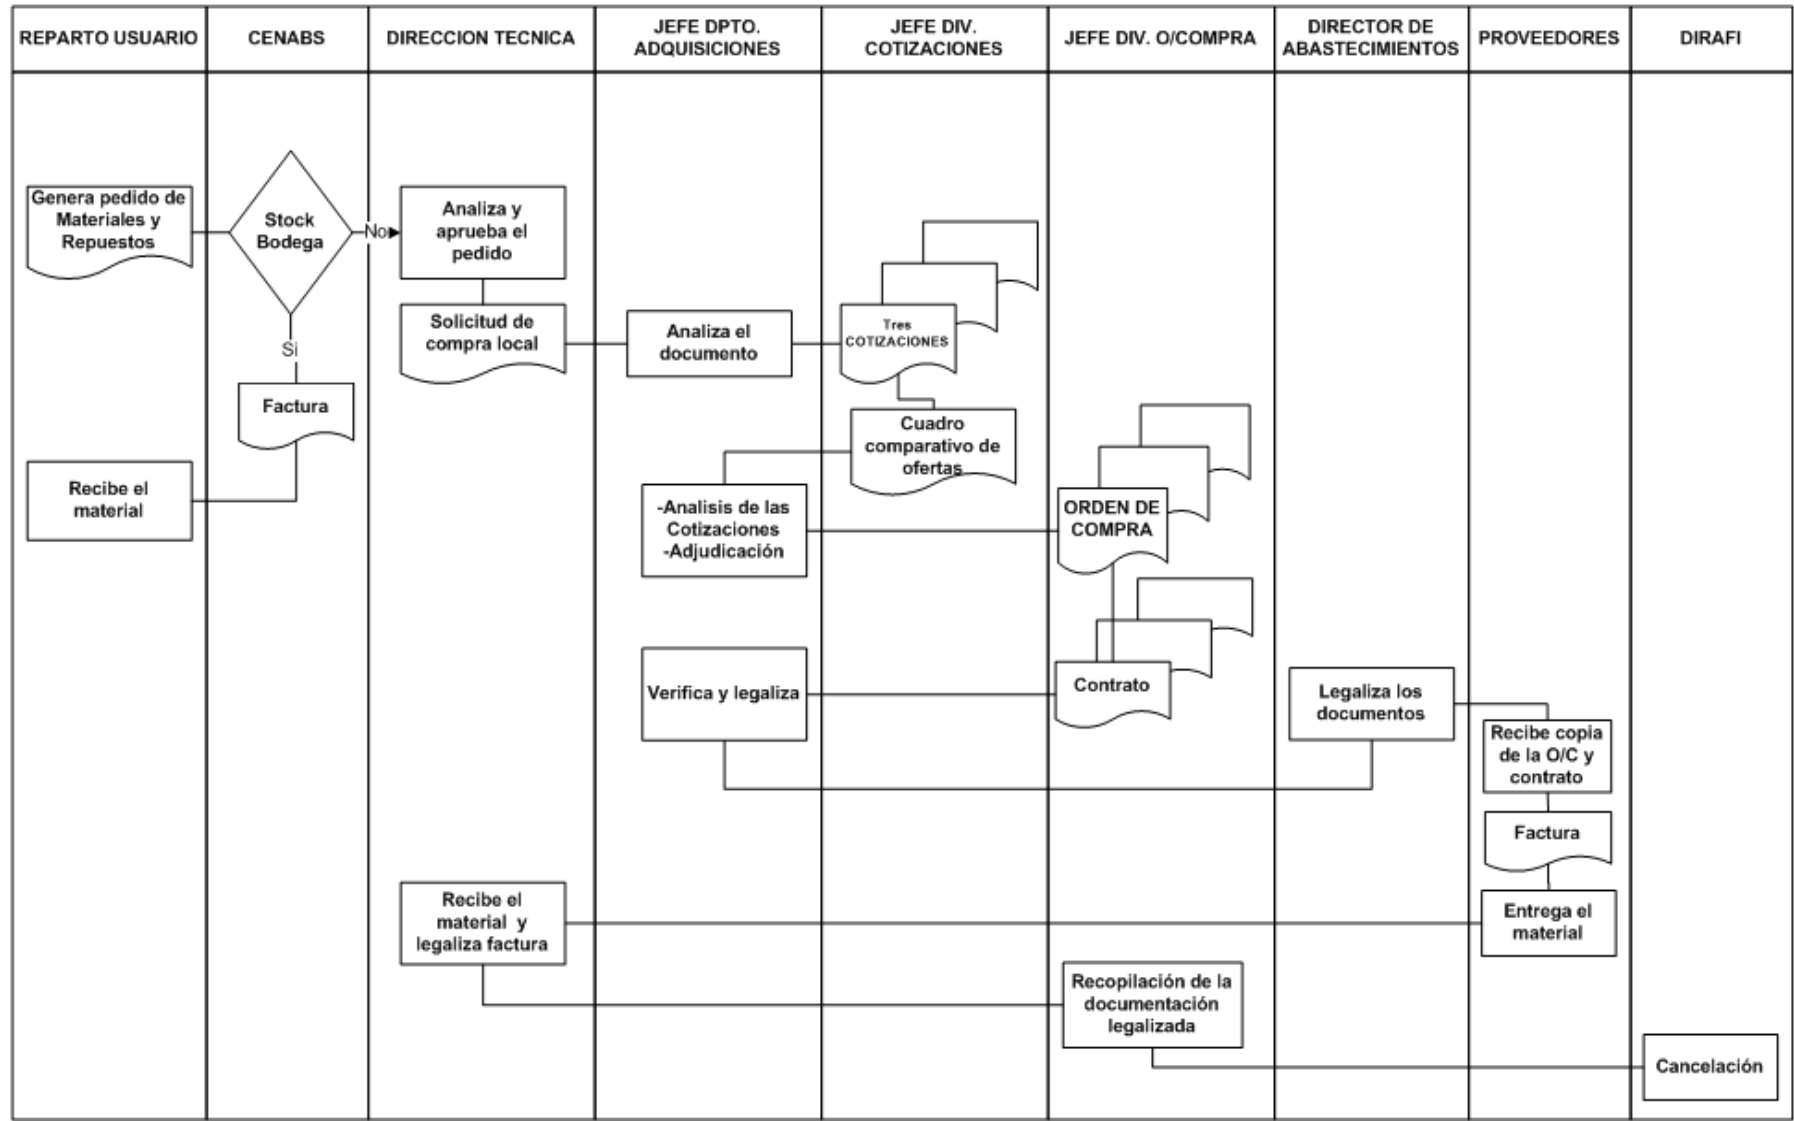 REPARTO USUARIO
CENABS
DIRECCION TECNICA
JEFE DPTO.
ADQUISICIONES
JEFE DIV.
COTIZACIONES
JEFE DIV. O/COMPRA
DIRECTOR DE
ABASTECIMIENTOS
PROVEEDORES
DIRAFI
Genera pedido de
Materiales y
Repuestos
Stock
Bodega
No
Analiza y
aprueba el
pedido
Si
Factura
Recibe el
material
Solicitud de
compra local
Analiza el
documento
Tres
COTIZACIONES
Cuadro
comparativo de
ofertas
-Analisis de las
Cotizaciones
-Adjudicación
ORDEN DE
COMPRA
Contrato
Verifica y legaliza
Legaliza los
documentos
Recibe copia
de la O/C y
contrato
Factura
Entrega el
material
Recibe el
material y
legaliza factura
Recopilación de la
documentación
legalizada
Cancelación